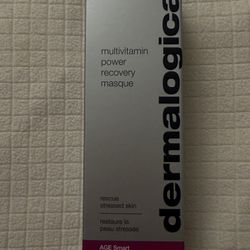 multivitamin
power
recovery
masque
dermalogica
rescue
stressed skin
restaure la
peau stressée
AGE Smart